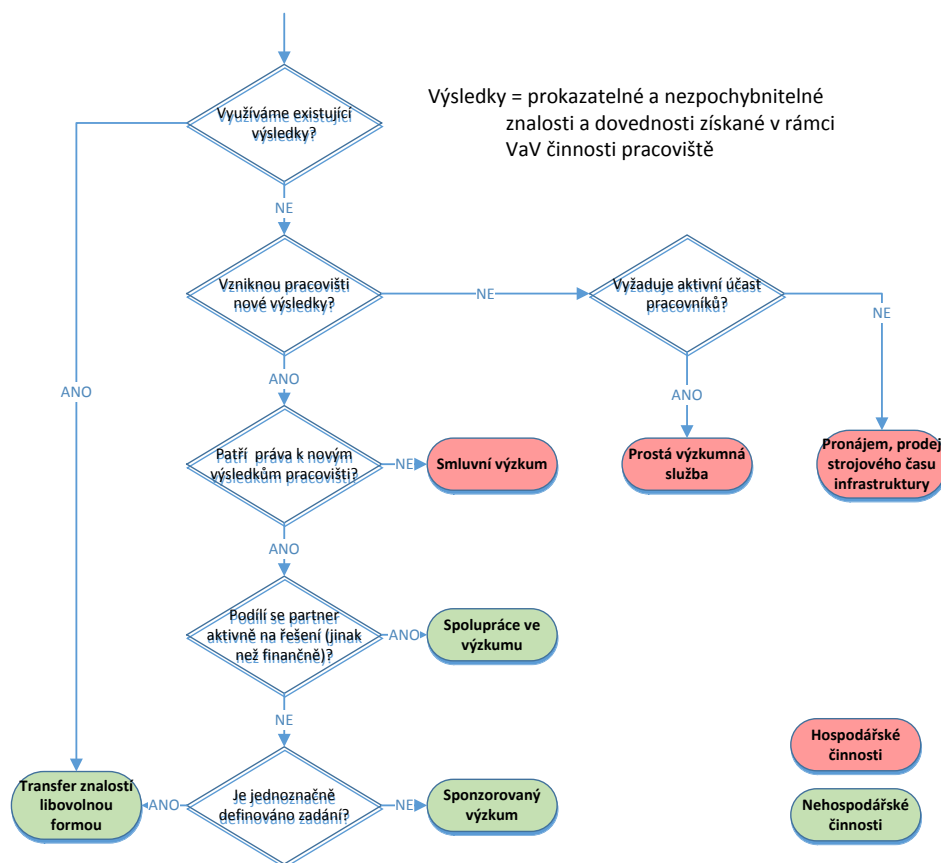 Využíváme existující
výsledky?
Výsledky = prokazatelné a nezpochybnitelné
znalosti a dovednosti získané v rámci
VaV činnosti pracoviště
NE
Vzniknou pracovišti
nové výsledky?
NE
Vyžaduje aktivní účast
pracovníků?
NE
ANO
ANO
ANO
Patří  práva k novým
výsledkům pracovišti?
NE
Smluvní výzkum
Prostá výzkumná
služba
Pronájem, prodej
strojového času
infrastruktury
ANO
Podílí se partner
aktivně na řešení (jinak
než finančně)?
ANO
Spolupráce ve
výzkumu
NE
Hospodářské
činnosti
Transfer znalostí
libovolnou
formou
ANO
Je jednoznačně
definováno zadání?
NE
Sponzorovaný
výzkum
Nehospodářské
činnosti